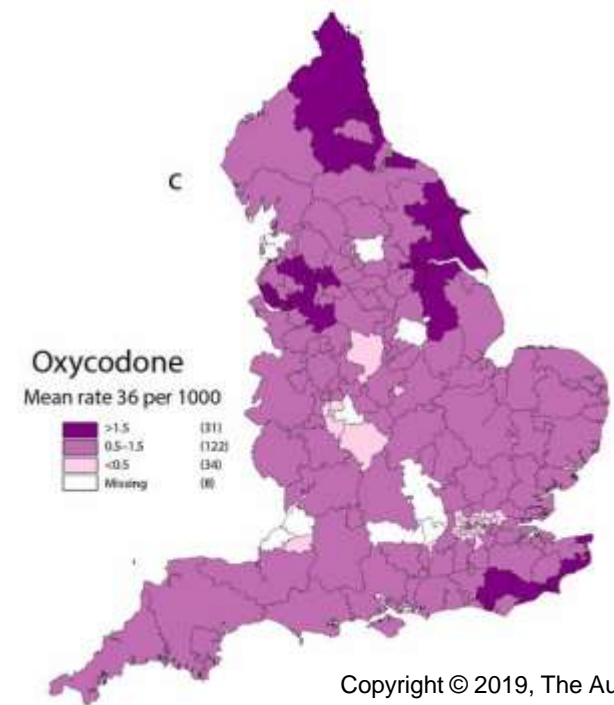 C
Oxycodone
Mean rate 36 per 1000
>1.5 (31)
0.5–1.5 (122)
<0.5 (34)
Missing (8)
Copyright © 2019, The Au